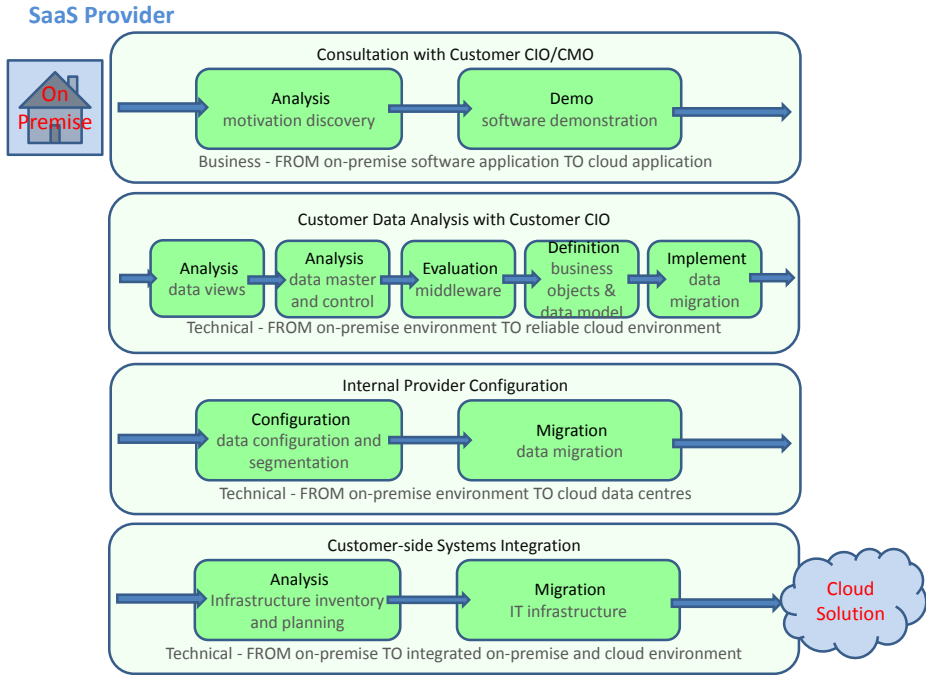 SaaS Provider
On
Premise
Consultation with Customer CIO/CMO
Analysis
motivation discovery
Demo
software demonstration
Business - FROM on-premise software application TO cloud application
Customer Data Analysis with Customer CIO
Analysis
data views
Analysis
data master
and control
Evaluation
middleware
Definition
business
objects &
data model
Implement
data
migration
Technical - FROM on-premise environment TO reliable cloud environment
Internal Provider Configuration
Configuration
data configuration and
segmentation
Migration
data migration
Technical - FROM on-premise environment TO cloud data centres
Customer-side Systems Integration
Analysis
Infrastructure inventory
and planning
Migration
IT infrastructure
Technical - FROM on-premise TO integrated on-premise and cloud environment
Cloud
Solution